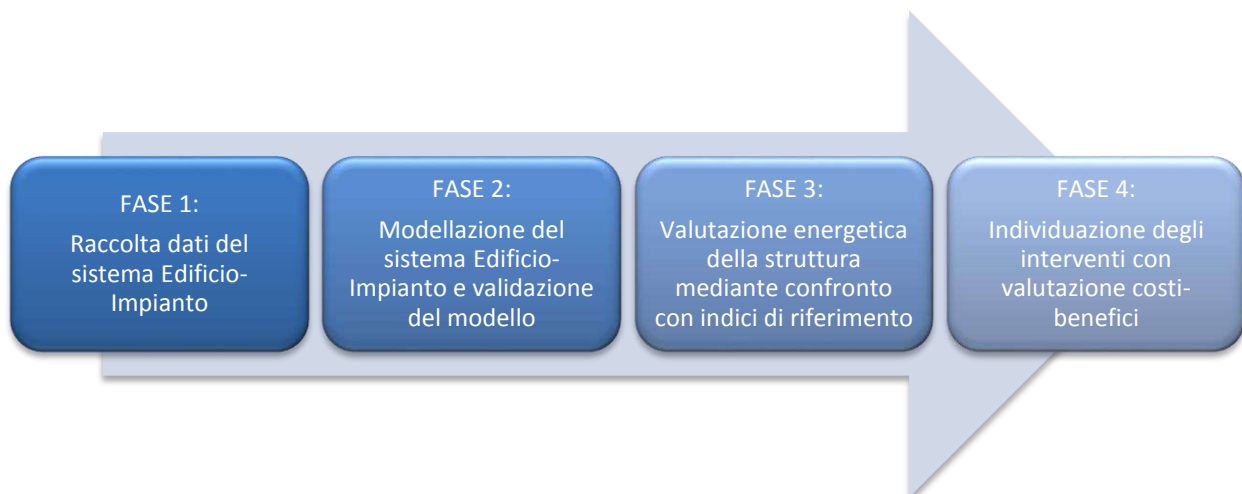 FASE 1:
Raccolta dati del
sistema Edificio-
Impianto
FASE 2:
Modellazione del
sistema Edificio-
Impianto e validazione
del modello
FASE 3:
Valutazione energetica
della struttura
mediante confronto
con indici di riferimento
FASE 4:
Individuazione degli
interventi con
valutazione costi-
benefici